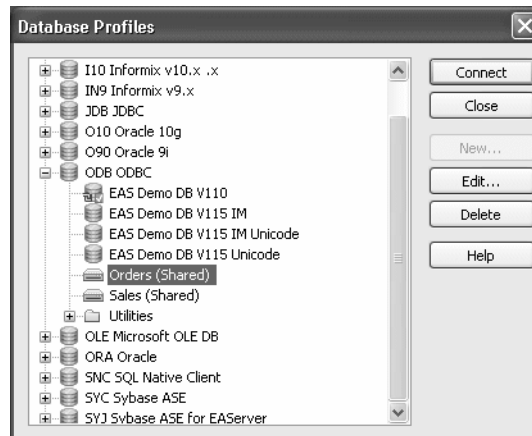 Database Profiles
I10 Informix v10.x .x
IN9 Informix v9.x
JDB JDBC
O10 Oracle 10g
O90 Oracle 9i
ODB ODBC
EAS Demo DB V110
EAS Demo DB V115 IM
EAS Demo DB V115 IM Unicode
EAS Demo DB V115 Unicode
Orders (Shared)
Sales (Shared)
Utilities
OLE Microsoft OLE DB
ORA Oracle
SNC SQL Native Client
SYC Sybase ASE
SYJ Sybase ASE for EAServer
Connect
Close
New...
Edit...
Delete
Help